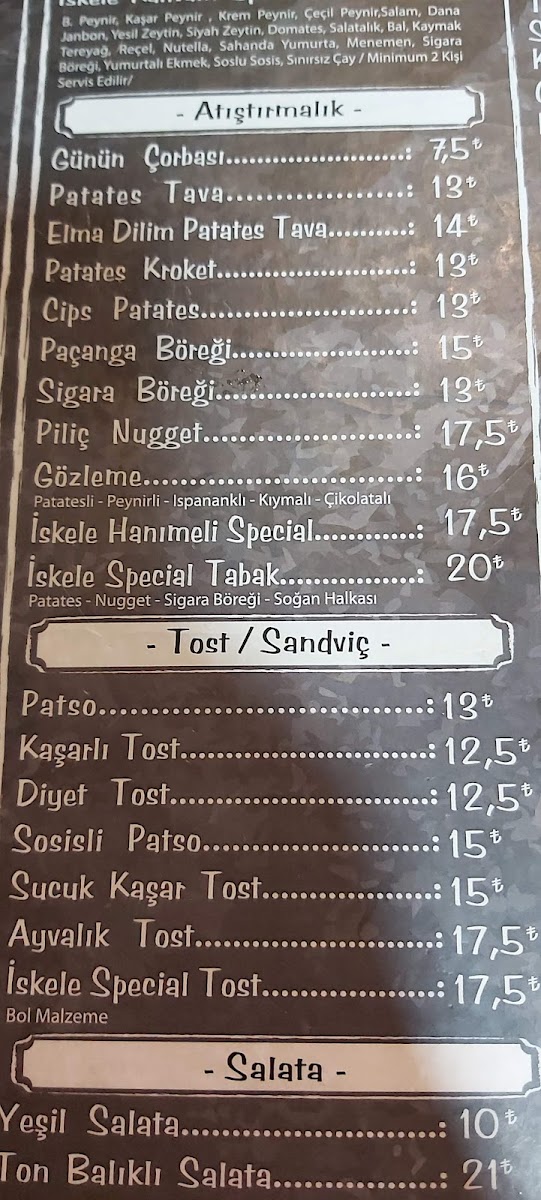 İskele
B. Peynir, Kaşar Peynir , Krem Peynir, Çeçil Peynir,Salam, Dana
Janbon, Yesil Zeytin, Siyah Zeytin, Domates, Salatalık, Bal, Kaymak
Tereyağ, Reçel, Nutella, Sahanda Yumurta, Menemen, Sigara
Böreği, Yumurtalı Ekmek, Soslu Sosis, Sınırsız Çay / Minimum 2 Kişi
Servis Edilir/
- Atıştırmalık -
Günün Çorbası.......................: 7,5₺
Patates Tava.......................: 13₺
Elma Dilim Patates Tava..........: 14₺
Patates Kroket.........................: 13₺
Cips Patates...........................: 13₺
Paçanga Böreği.......................: 15₺
Sigara Böreği.........................: 13₺
Piliç Nugget...........................: 17,5₺
Gözleme.................................: 16₺
Patatesli - Peynirli - Ispananklı - Kıymalı - Çikolatalı
İskele Hanımeli Special.............: 17,5₺
İskele Special Tabak.................: 20₺
Patates - Nugget - Sigara Böreği - Soğan Halkası
- Tost / Sandviç -
Patso.....................................: 13₺
Kaşarlı Tost.............................: 12,5₺
Diyet Tost...............................: 12,5₺
Sosisli Patso...........................: 15₺
Sucuk Kaşar Tost.....................: 15₺
Ayvalık Tost...........................: 17,5₺
İskele Special Tost...................: 17,5₺
Bol Malzeme
- Salata -
Yeşil Salata.............................: 10₺
Ton Balıklı Salata.................: 21₺